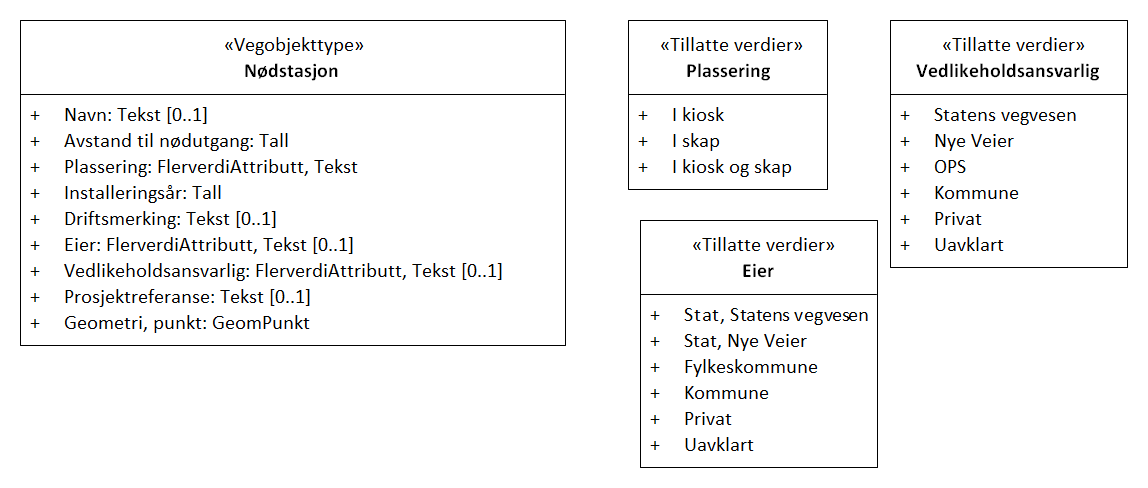 «Vegobjekttype»
Nødstasjon
+ Navn: Tekst [0..1]
+ Avstand til nødutgang: Tall
+ Plassering: FlerverdiAttributt, Tekst
+ Installeringsår: Tall
+ Driftsmerking: Tekst [0..1]
+ Eier: FlerverdiAttributt, Tekst [0..1]
+ Vedlikeholdsansvarlig: FlerverdiAttributt, Tekst [0..1]
+ Prosjektreferanse: Tekst [0..1]
+ Geometri, punkt: GeomPunkt
«Tillatte verdier»
Plassering
+ I kiosk
+ I skap
+ I kiosk og skap
«Tillatte verdier»
Eier
+ Stat, Statens vegvesen
+ Stat, Nye Veier
+ Fylkeskommune
+ Kommune
+ Privat
+ Uavklart
«Tillatte verdier»
Vedlikeholdsansvarlig
+ Statens vegvesen
+ Nye Veier
+ OPS
+ Kommune
+ Privat
+ Uavklart